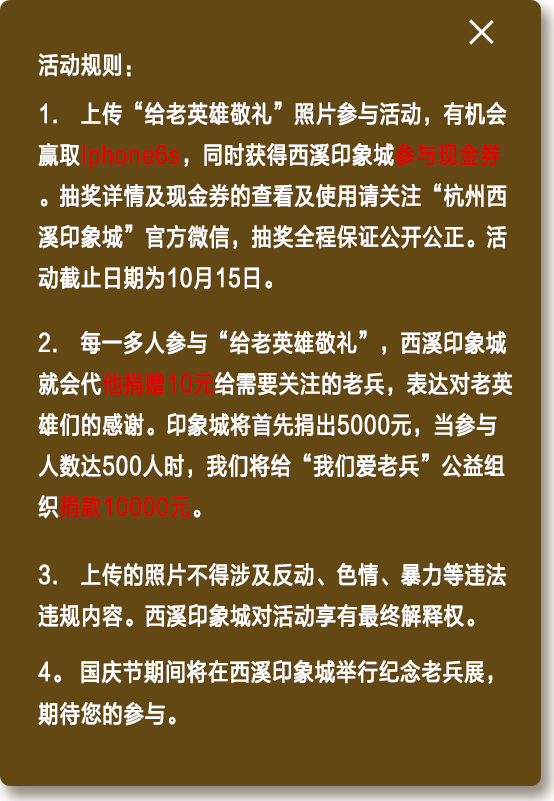 活动规则：
1. 上传“给老英雄敬礼”照片参与活动，有机会
赢取Iphone6s，同时获得西溪印象城参与现金券
。抽奖详情及现金券的查看及使用请关注“杭州西
溪印象城”官方微信，抽奖全程保证公开公正。活
动截止日期为10月15日。
2. 每一多人参与“给老英雄敬礼”，西溪印象城
就会代他捐赠10元给需要关注的老兵，表达对老英
雄们的感谢。印象城将首先捐出5000元，当参与
人数达500人时，我们将给“我们爱老兵”公益组
织捐款10000元。
3. 上传的照片不得涉及反动、色情、暴力等违法
违规内容。西溪印象城对活动享有最终解释权。
4。国庆节期间将在西溪印象城举行纪念老兵展，
期待您的参与。